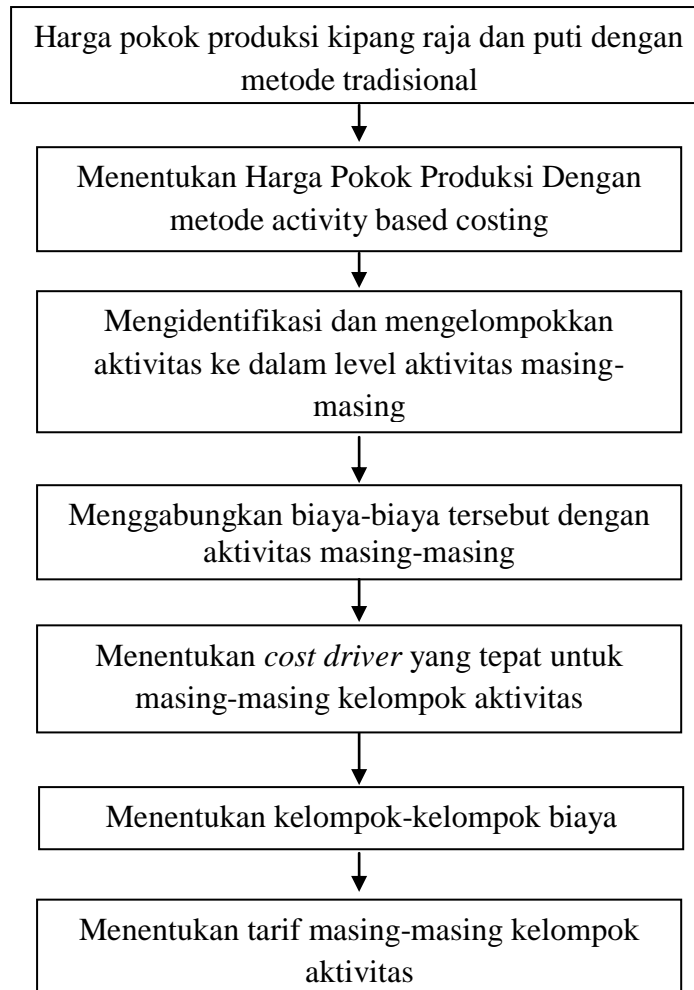 Harga pokok produksi kipang raja dan puti dengan
metode tradisional
Menentukan Harga Pokok Produksi Dengan
metode activity based costing
Mengidentifikasi dan mengelompokkan
aktivitas ke dalam level aktivitas masing-
masing
Menggabungkan biaya-biaya tersebut dengan
aktivitas masing-masing
Menentukan cost driver yang tepat untuk
masing-masing kelompok aktivitas
Menentukan kelompok-kelompok biaya
Menentukan tarif masing-masing kelompok
aktivitas